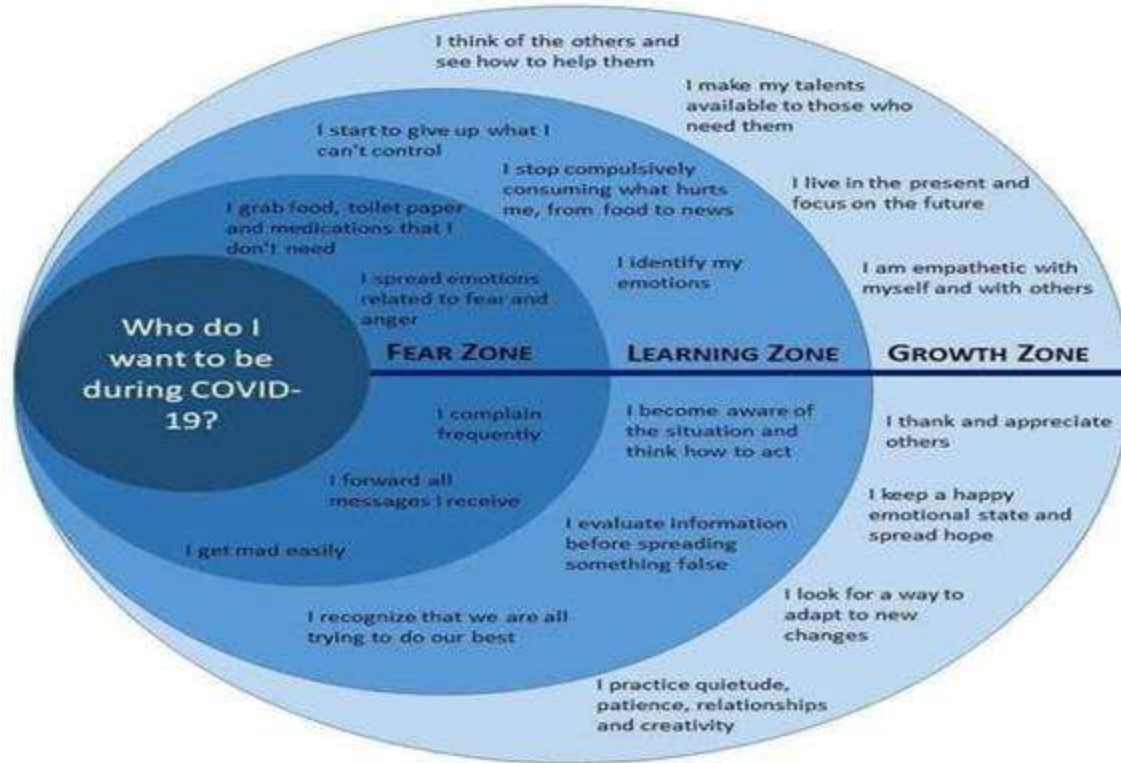 I think of the others and
see how to help them
I make my talents
available to those who
need them
I start to give up what I
can't control
I stop compulsively
consuming what hurts
me, from food to news
I live in the present and
focus on the future
I grab food, toilet paper
and medications that I
don't need
I identify my
emotions
I am empathetic with
myself and with others
I spread emotions
related to fear and
anger
Who do I
want to be
during COVID-
19?
FEAR ZONE
LEARNING ZONE
GROWTH ZONE
I complain
frequently
I become aware of
the situation and
think how to act
I thank and appreciate
others
I forward all
messages I receive
I keep a happy
emotional state and
spread hope
I get mad easily
I evaluate information
before spreading
something false
I recognize that we are all
trying to do our best
I look for a way to
adapt to new
changes
I practice quietude,
patience, relationships
and creativity